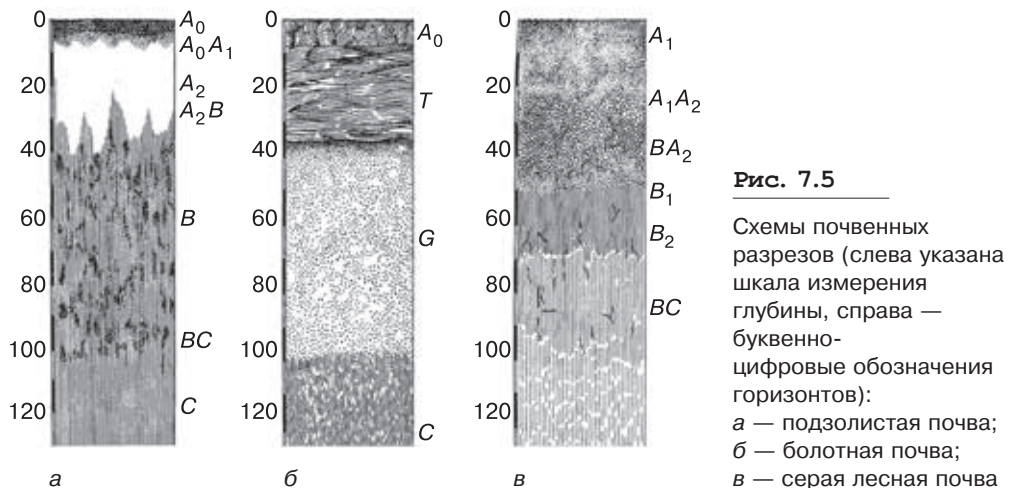 0
20
40
60
80
100
120
A₀
A₀A₁
A₂
A₂B
B
BC
C
а
0
20
40
60
80
100
120
A₀
T
G
C
б
0
20
40
60
80
100
120
A₁
A₁A₂
BA₂
B₁
B₂
BC
в
Рис. 7.5
Схемы почвенных
разрезов (слева указана
шкала измерения
глубины, справа —
буквенно-
цифровые обозначения
горизонтов):
а — подзолистая почва;
б — болотная почва;
в — серая лесная почва